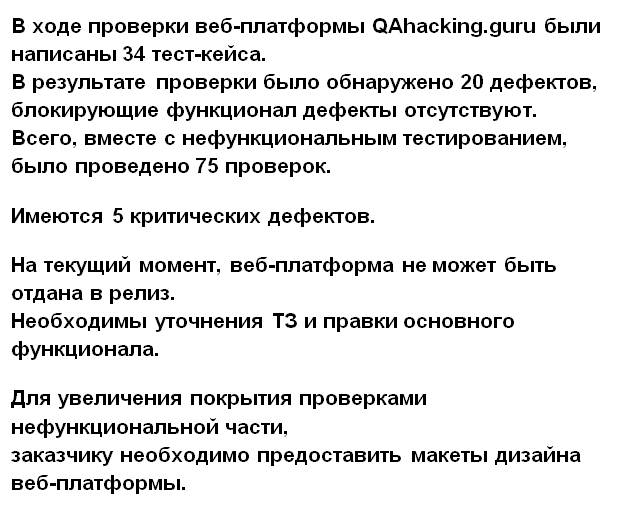 В ходе проверки веб-платформы QAhacking.guru были
написаны 34 тест-кейса.
В результате проверки было обнаружено 20 дефектов,
блокирующие функционал дефекты отсутствуют.
Всего, вместе с нефункциональным тестированием,
было проведено 75 проверок.
Имеются 5 критических дефектов.
На текущий момент, веб-платформа не может быть
отдана в релиз.
Необходимы уточнения ТЗ и правки основного
функционала.
Для увеличения покрытия проверками
нефункциональной части,
заказчику необходимо предоставить макеты дизайна
веб-платформы.